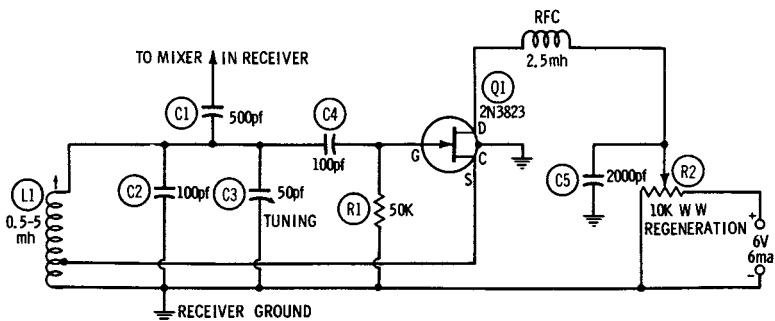 RFC
2.5mh
TO MIXER IN RECEIVER
Q1
2N3823
C1
500pf
C4
100pf
D
G
C
S
L1
0.5-5
mh
C2
100pf
C3
50pf
TUNING
R1
50K
C5
2000pf
R2
10K W W
REGENERATION
+
6V
6ma
-
RECEIVER GROUND